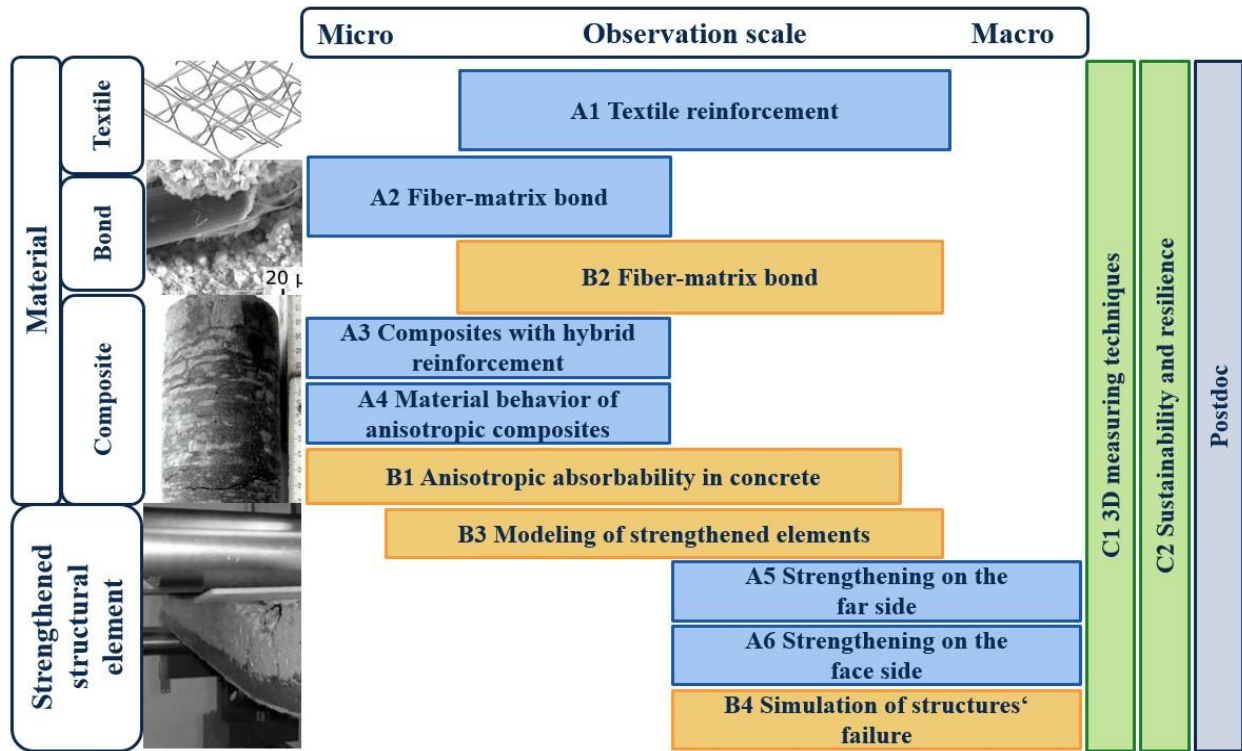 Micro Observation scale Macro
Material
Textile
Bond
Composite
Strengthened
structural
element
20 µ
A1 Textile reinforcement
A2 Fiber-matrix bond
B2 Fiber-matrix bond
A3 Composites with hybrid
reinforcement
A4 Material behavior of
anisotropic composites
B1 Anisotropic absorbability in concrete
B3 Modeling of strengthened elements
A5 Strengthening on the
far side
A6 Strengthening on the
face side
B4 Simulation of structures‘
failure
C1 3D measuring techniques
C2 Sustainability and resilience
Postdoc